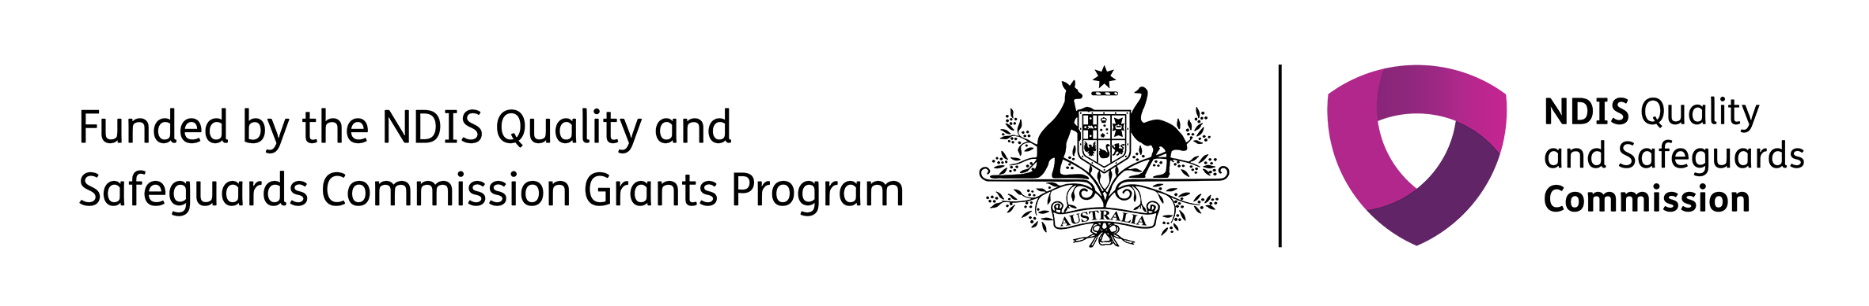 Funded by the NDIS Quality and
Safeguards Commission Grants Program
AUSTRALIA
NDIS Quality
and Safeguards
Commission